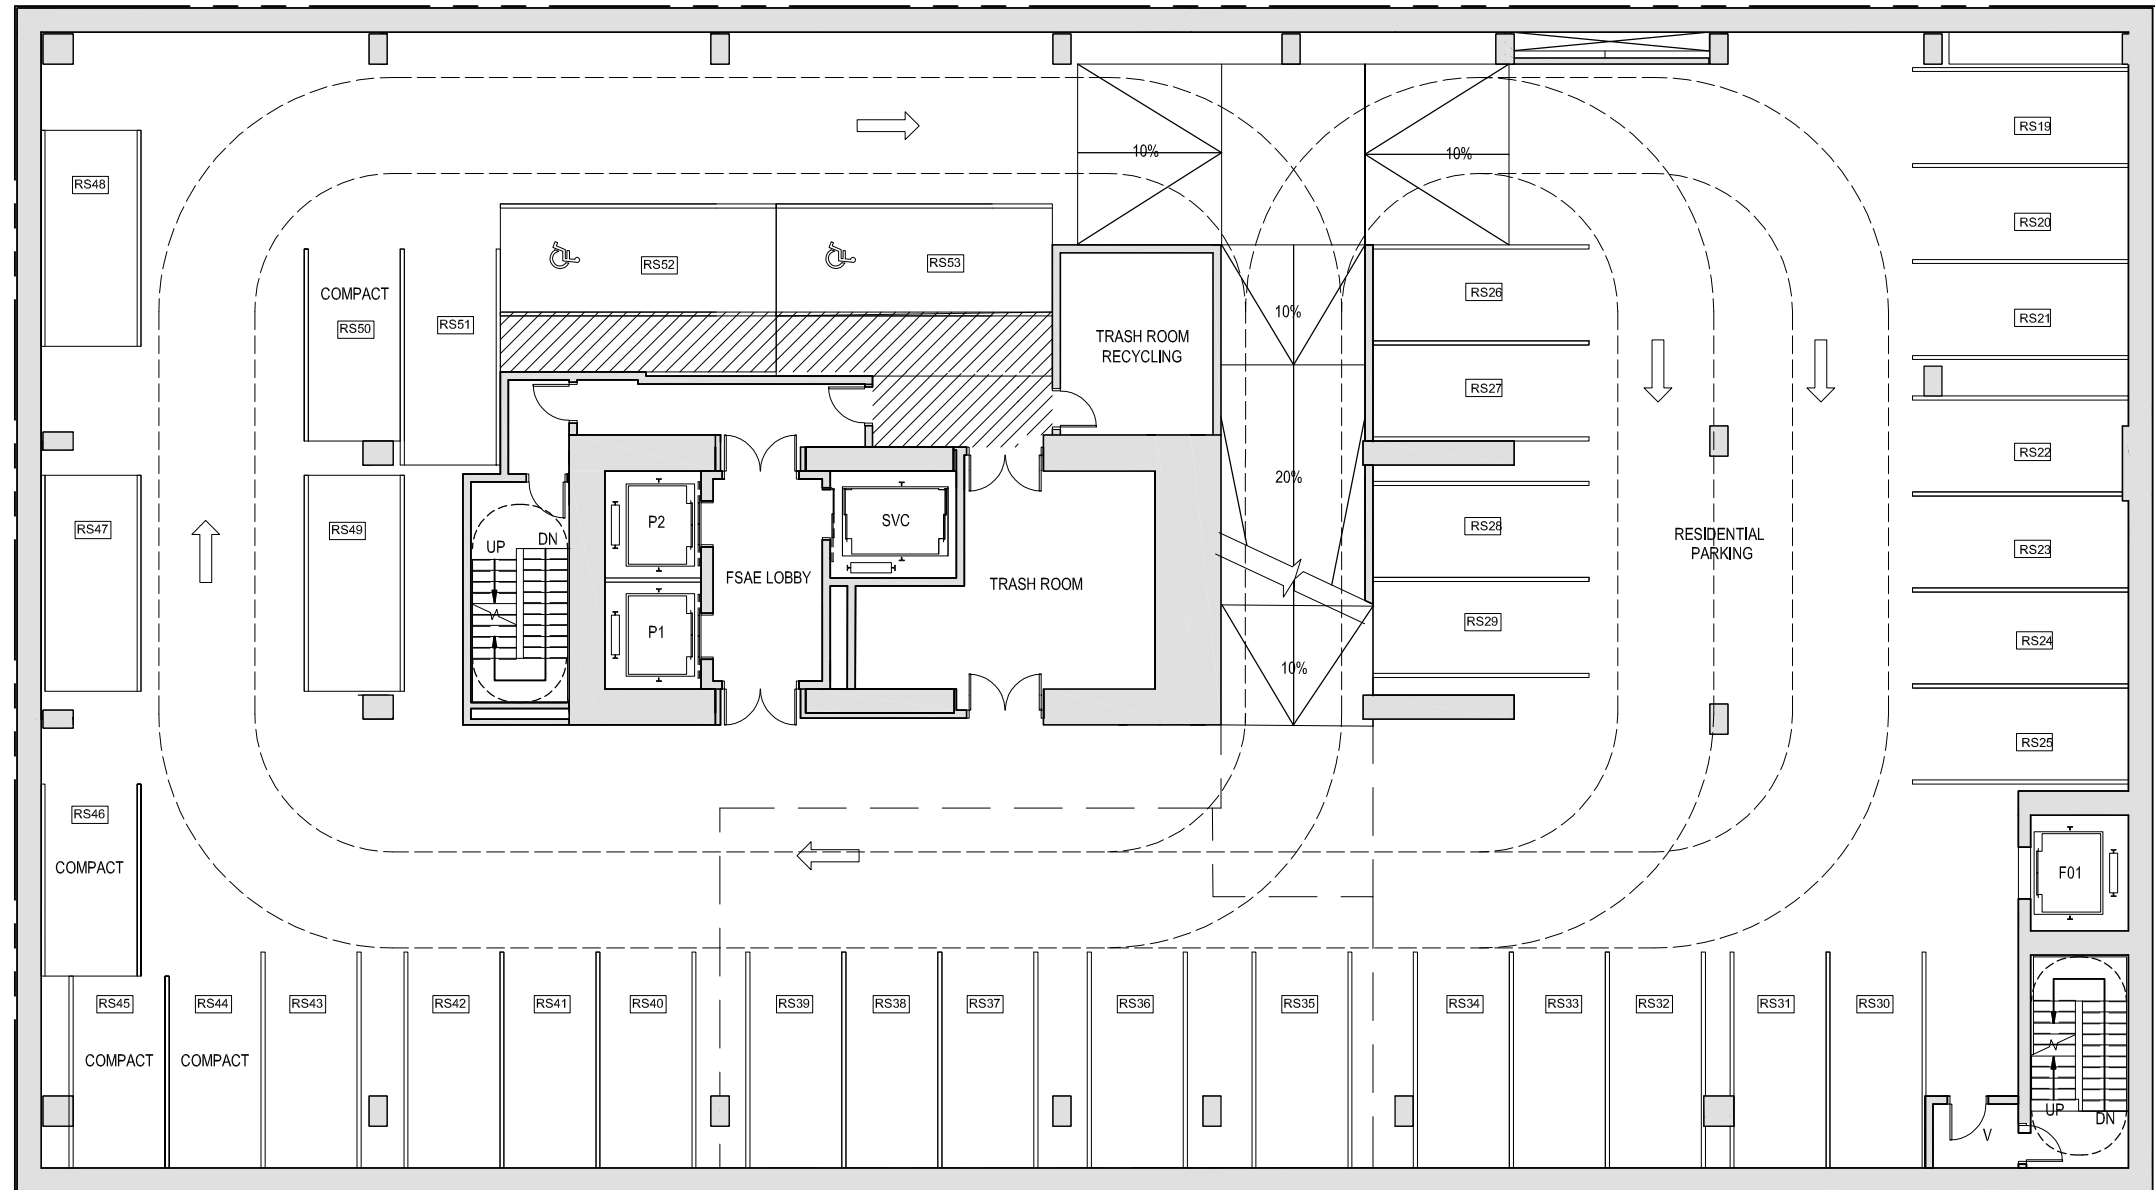 10%
10%
RS19
RS48
RS20
RS52
RS53
RS26
COMPACT
RS50
RS51
10%
RS21
TRASH ROOM
RECYCLING
RS27
RS22
20%
RS47
RS49
P2
SVC
RS28
RESIDENTIAL
PARKING
UP
DN
RS23
FSAE LOBBY
TRASH ROOM
P1
RS29
RS24
10%
RS25
RS46
COMPACT
F01
RS45
RS44
RS43
RS42
RS41
RS40
RS39
RS38
RS37
RS36
RS35
RS34
RS33
RS32
RS31
RS30
COMPACT
COMPACT
UP
DN
V